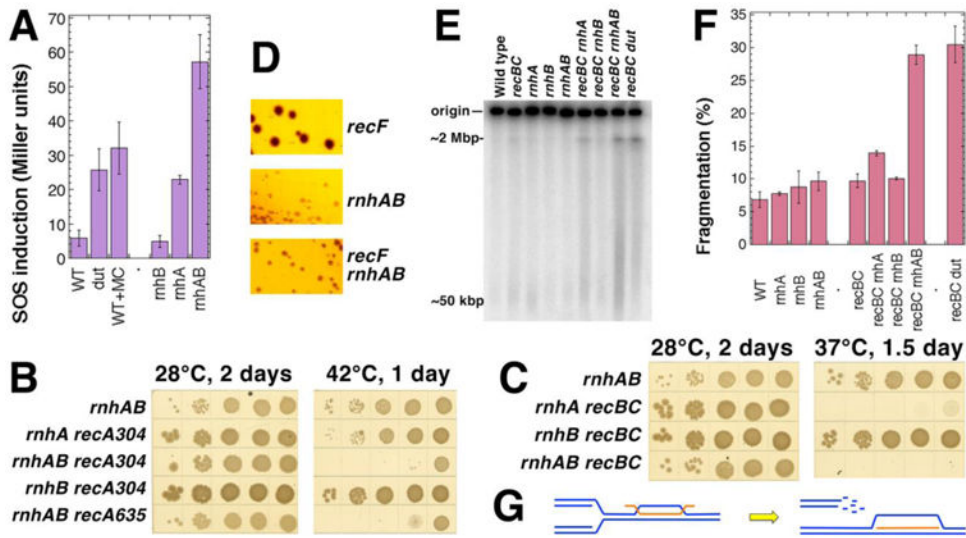 A
SOS induction (Miller units)
70
60
50
40
30
20
10
0
WT
dut
WT+MC
rnhB
rnhA
rnhAB
D
recF
rnhAB
recF
rnhAB
E
Wild type
recBC
rnhA
rnhB
rnhAB
recBC rnhA
recBC rnhB
recBC rnhAB
recBC dut
origin
~2 Mbp
~50 kbp
F
Fragmentation (%)
35
30
25
20
15
10
5
0
WT
rnhA
rnhB
rnhAB
recBC
recBC rnhA
recBC rnhB
recBC rnhAB
recBC dut
B
28°C, 2 days
42°C, 1 day
rnhAB
rnhA recA304
rnhAB recA304
rnhB recA304
rnhAB recA635
C
28°C, 2 days
37°C, 1.5 day
rnhAB
rnhA recBC
rnhB recBC
rnhAB recBC
G